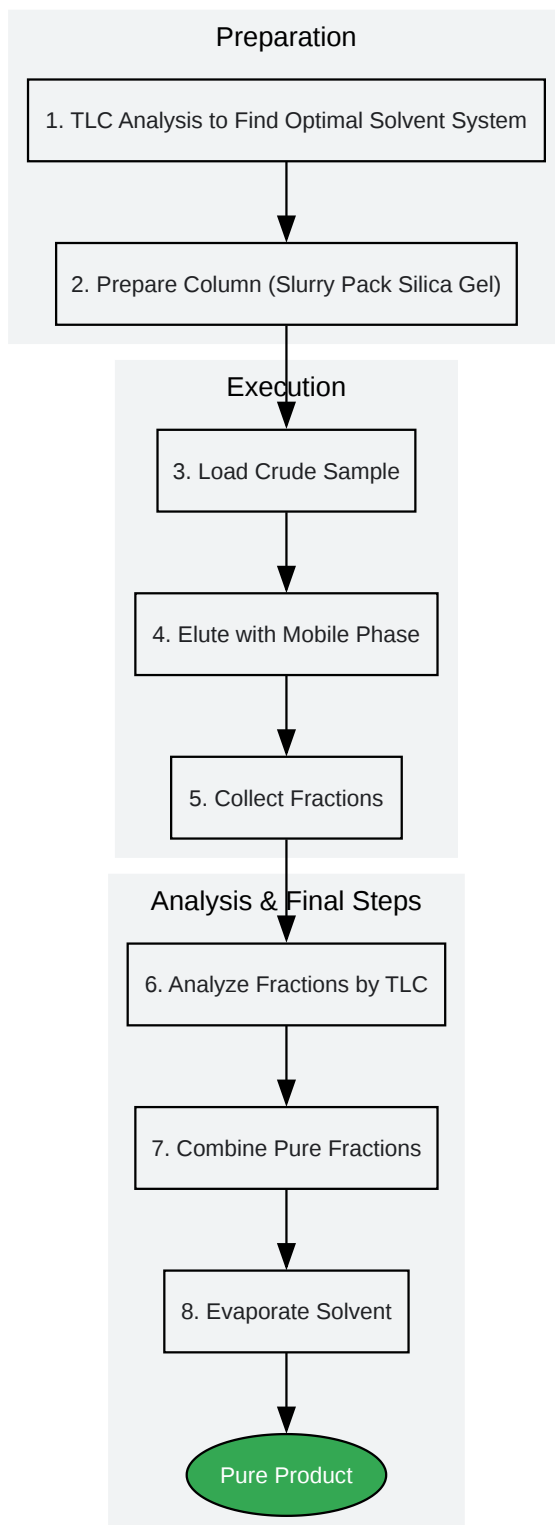 Preparation
1. TLC Analysis to Find Optimal Solvent System
2. Prepare Column (Slurry Pack Silica Gel)
Execution
3. Load Crude Sample
4. Elute with Mobile Phase
5. Collect Fractions
Analysis & Final Steps
6. Analyze Fractions by TLC
7. Combine Pure Fractions
8. Evaporate Solvent
Pure Product